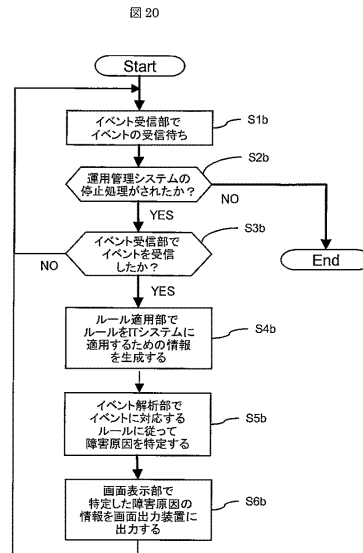 図20
Start
イベント受信部で
イベントの受信待ち
S1b
運用管理システムの
停止処理がされたか？
S2b
NO
YES
イベント受信部で
イベントを受信
したか？
S3b
NO
End
YES
ルール適用部で
ルールをITシステムに
適用するための情報
を生成する
S4b
イベント解析部で
イベントに対応する
ルールに従って
障害原因を特定する
S5b
画面表示部で
特定した障害原因の
情報を画面出力装置に
出力する
S6b